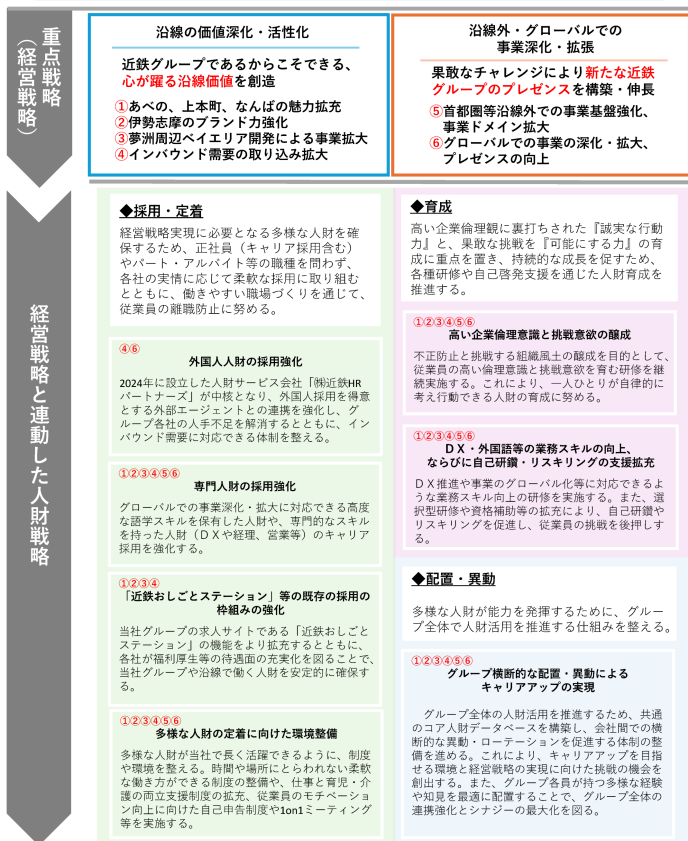 重点戦略
（経営戦略）
沿線の価値深化・活性化
近鉄グループであるからこそできる、
心が躍る沿線価値を創造
①あべの、上本町、なんばの魅力拡充
②伊勢志摩のブランド力強化
③夢洲周辺ベイエリア開発による事業拡大
④インバウンド需要の取り込み拡大
沿線外・グローバルでの
事業深化・拡張
果敢なチャレンジにより新たな近鉄
グループのプレゼンスを構築・伸長
⑤首都圏等沿線外での事業基盤強化、
事業ドメイン拡大
⑥グローバルでの事業の深化・拡大、
プレゼンスの向上
経営戦略と連動した人財戦略
◆採用・定着
経営戦略実現に必要となる多様な人財を確
保するため、正社員（キャリア採用含む）
やパート・アルバイト等の職種を問わず、
各社の実情に応じて柔軟な採用に取り組む
とともに、働きやすい職場づくりを通じて、
従業員の離職防止に努める。
④⑥
外国人人財の採用強化
2024年に設立した人財サービス会社「㈱近鉄HR
パートナーズ」が中核となり、外国人採用を得意
とする外部エージェントとの連携を強化し、グ
ループ各社の人手不足を解消するとともに、イン
バウンド需要に対応できる体制を整える。
①②③④⑤⑥
専門人財の採用強化
グローバルでの事業深化・拡大に対応できる高度
な語学スキルを保有した人財や、専門的なスキル
を持った人財（ＤＸや経理、営業等）のキャリア
採用を強化する。
①②③④
「近鉄おしごとステーション」等の既存の採用の
枠組みの強化
当社グループの求人サイトである「近鉄おしごと
ステーション」の機能をより拡充するとともに、
各社が福利厚生等の待遇面の充実化を図ることで、
当社グループや沿線で働く人財を安定的に確保す
る。
①②③④⑤⑥
多様な人財の定着に向けた環境整備
多様な人財が当社で長く活躍できるように、制度
や環境を整える。時間や場所にとらわれない柔軟
な働き方ができる制度の整備や、仕事と育児・介
護の両立支援制度の拡充、従業員のモチベーショ
ン向上に向けた自己申告制度や1on1ミーティング
等を実施する。
◆育成
高い企業倫理観に裏打ちされた『誠実な行動
力』と、果敢な挑戦を『可能にする力』の育
成に重点を置き、持続的な成長を促すため、
各種研修や自己啓発支援を通じた人財育成を
推進する。
①②③④⑤⑥
高い企業倫理意識と挑戦意欲の醸成
不正防止と挑戦する組織風土の醸成を目的として、
従業員の高い倫理意識と挑戦意欲を育む研修を継
続実施する。これにより、一人ひとりが自律的に
考え行動できる人財の育成に努める。
①②③④⑤⑥
ＤＸ・外国語等の業務スキルの向上、
ならびに自己研鑽・リスキリングの支援拡充
ＤＸ推進や事業のグローバル化等に対応できるよ
うな業務スキル向上の研修を実施する。また、選
択型研修や資格補助等の拡充により、自己研鑽や
リスキリングを促進し、従業員の挑戦を後押しす
る。
◆配置・異動
多様な人財が能力を発揮するために、グルー
プ全体で人財活用を推進する仕組みを整える。
①②③④⑤⑥
グループ横断的な配置・異動による
キャリアアップの実現
グループ全体の人財活用を推進するため、共通
のコア人財データベースを構築し、会社間での横
断的な異動・ローテーションを促進する体制の整
備を進める。これにより、キャリアアップを目指
せる環境と経営戦略の実現に向けた挑戦の機会を
創出する。また、グループ各員が持つ多様な経験
や知見を最適に配置することで、グループ全体の
連携強化とシナジーの最大化を図る。